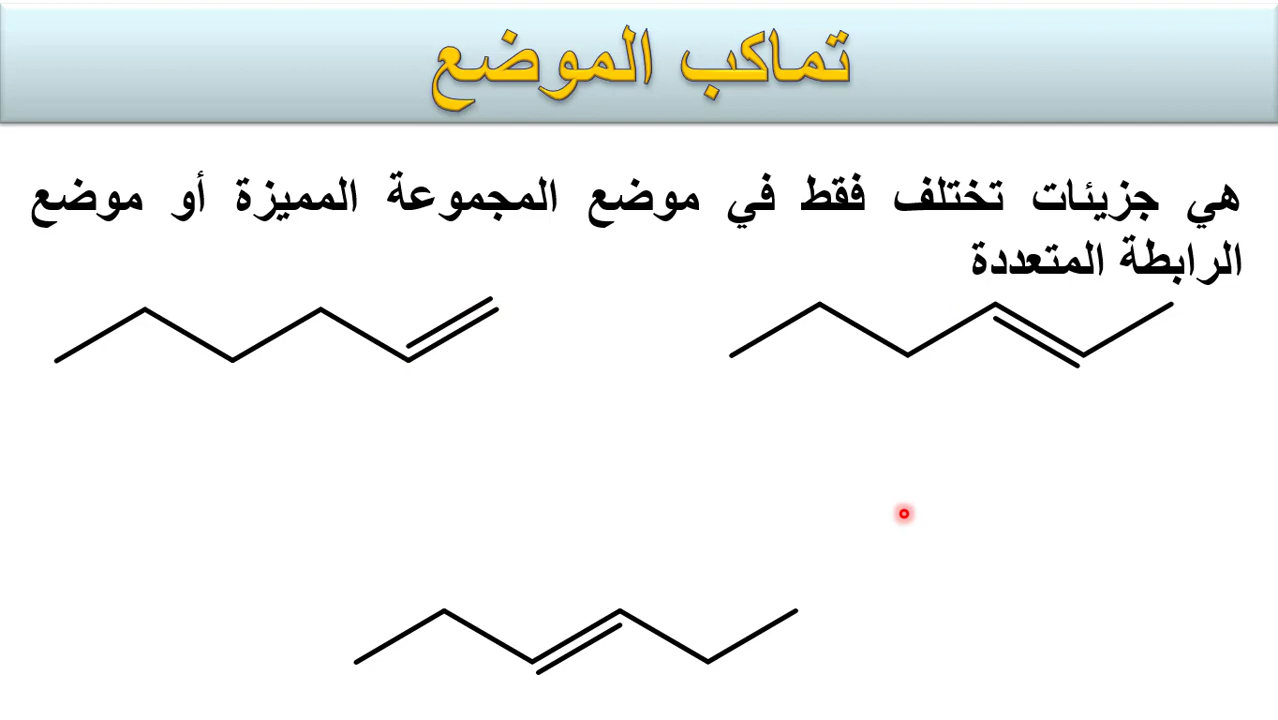 تماكب الموضع
هي جزيئات تختلف فقط في موضع المجموعة المميزة أو موضع
الرابطة المتعددة